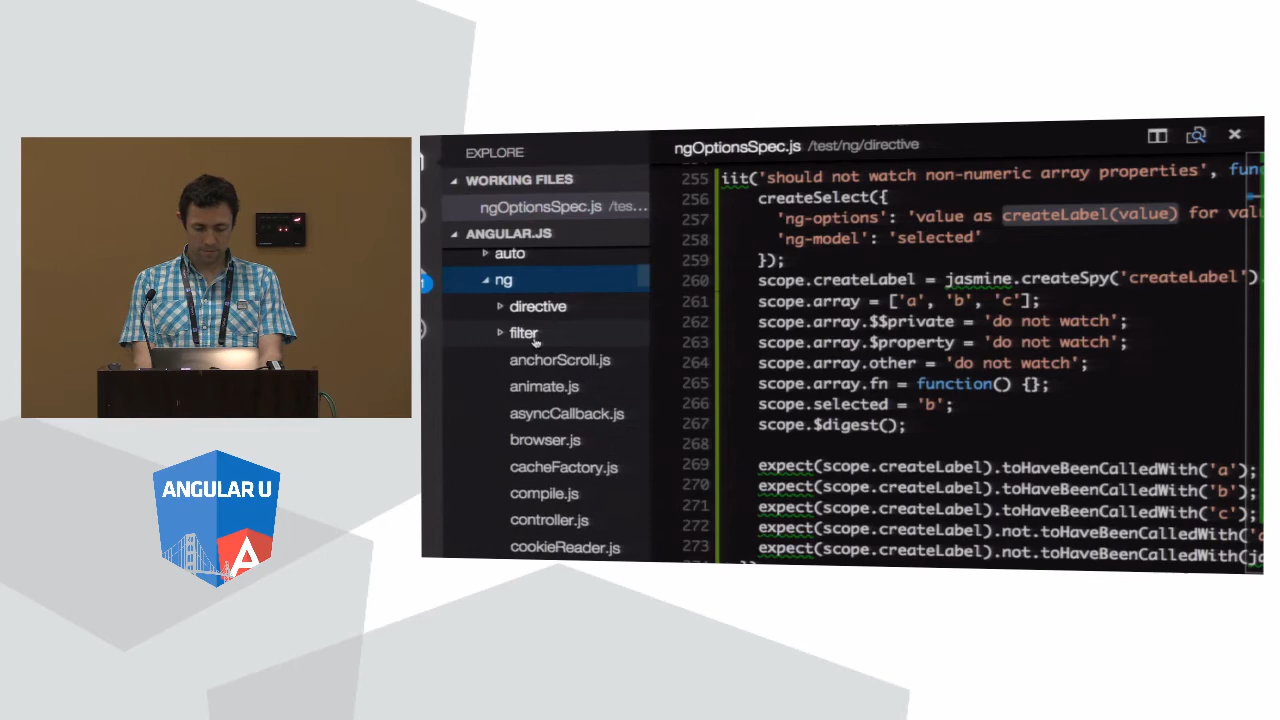 ANGULAR U
EXPLORE
WORKING FILES
ngOptionsSpec.js /tes...
ANGULAR.JS
auto
ng
directive
filter
anchorScroll.js
animate.js
asyncCallback.js
browser.js
cacheFactory.js
compile.js
controller.js
cookieReader.js
ngOptionsSpec.js /test/ng/directive
255 iit('should not watch non-numeric array properties', fun
256 createSelect({
257 'ng-options': 'value as createLabel(value) for val
258 'ng-model': 'selected'
259 });
260 scope.createLabel = jasmine.createSpy('createLabel').
261 scope.array = ['a', 'b', 'c'];
262 scope.array.$$private = 'do not watch';
263 scope.array.$property = 'do not watch';
264 scope.array.other = 'do not watch';
265 scope.array.fn = function() {};
266 scope.selected = 'b';
267 scope.$digest();
268
269 expect(scope.createLabel).toHaveBeenCalledWith('a');
270 expect(scope.createLabel).toHaveBeenCalledWith('b');
271 expect(scope.createLabel).toHaveBeenCalledWith('c');
272 expect(scope.createLabel).not.toHaveBeenCalledWith('
273 expect(scope.createLabel).not.toHaveBeenCalledWith(